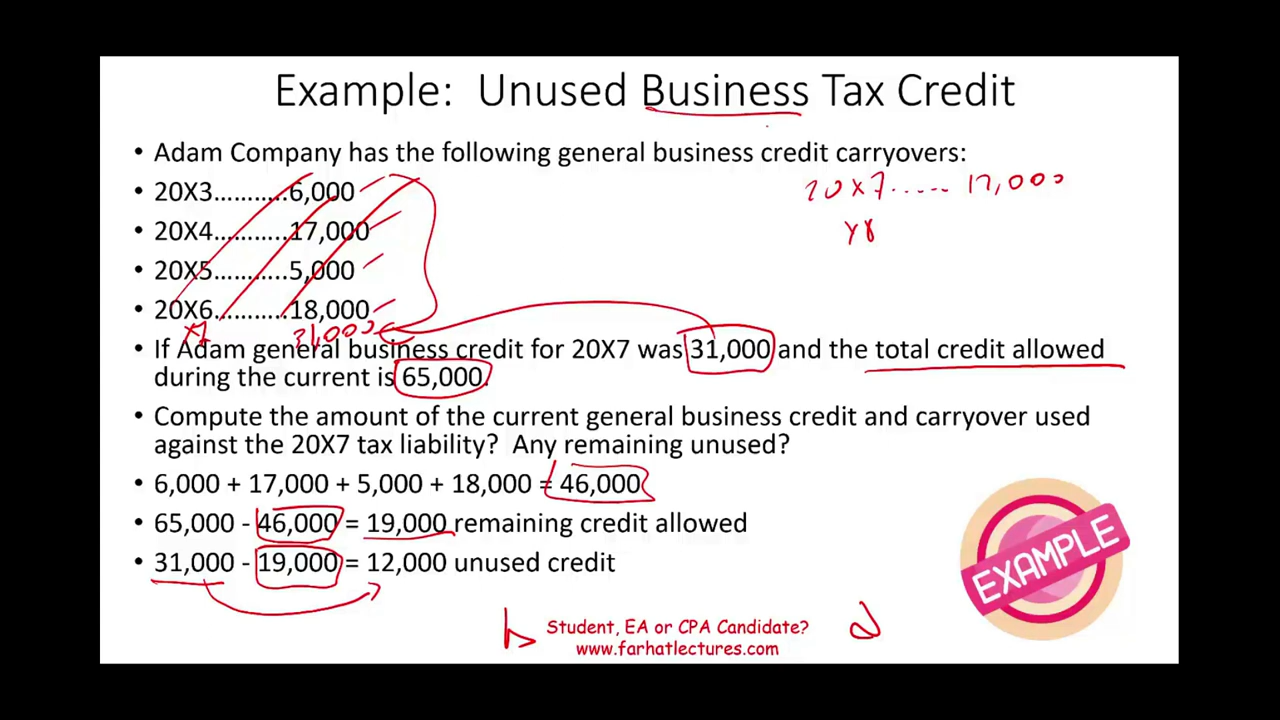 Example: Unused Business Tax Credit
• Adam Company has the following general business credit carryovers:
• 20X3...........6,000
20X7...... 12,000
• 20X4..........17,000
• 20X5...........5,000
• 20X6..........18,000
X7 31,000
• If Adam general business credit for 20X7 was 31,000 and the total credit allowed
during the current is 65,000.
• Compute the amount of the current general business credit and carryover used
against the 20X7 tax liability? Any remaining unused?
• 6,000 + 17,000 + 5,000 + 18,000 = 46,000
• 65,000 - 46,000 = 19,000 remaining credit allowed
• 31,000 - 19,000 = 12,000 unused credit
EXAMPLE
Student, EA or CPA Candidate?
www.farhatlectures.com